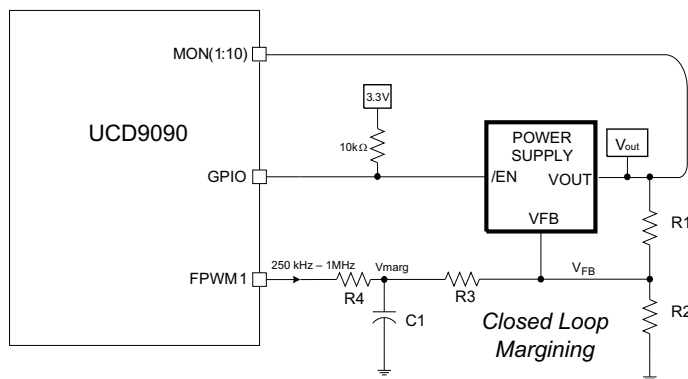 MON(1:10)
3.3V
UCD9090
10kΩ
POWER
SUPPLY
Vout
GPIO
/EN
VOUT
R1
VFB
250 kHz – 1MHz
Vmarg
VFB
FPWM1
R4
R3
C1
R2
Closed Loop
Margining